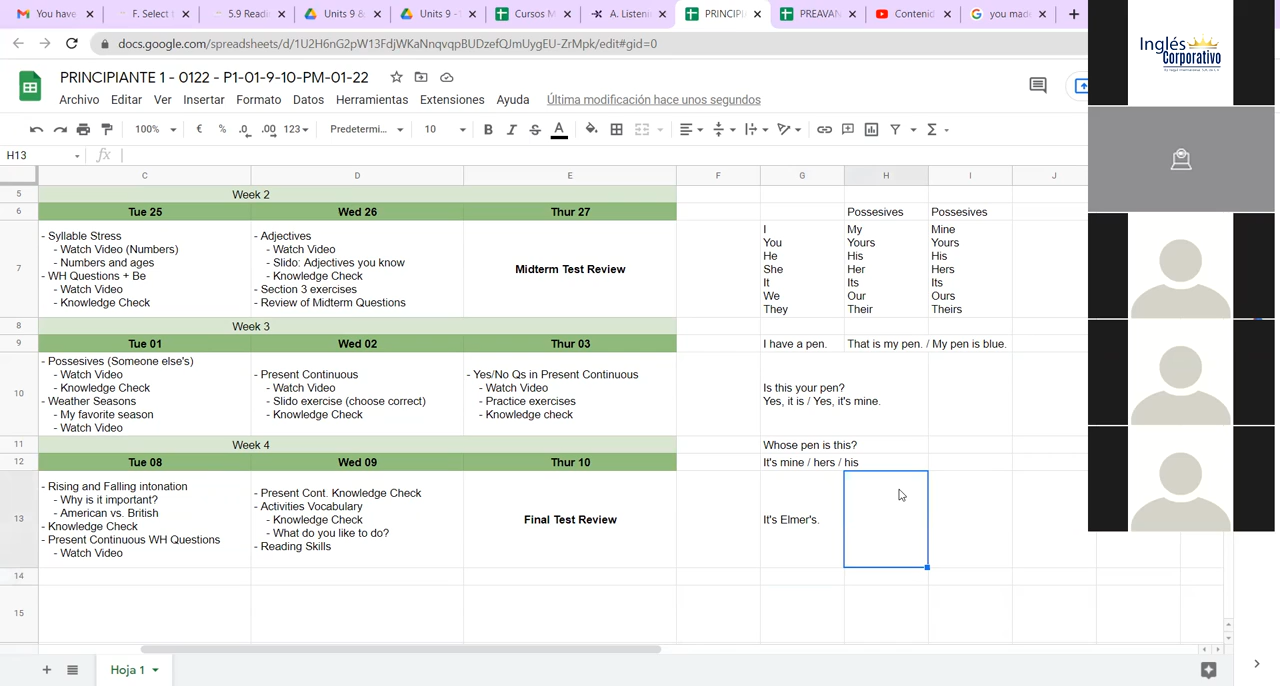 You have
F. Select t
5.9 Readi
Units 9 &
Units 9 -
Cursos M
A. Listenin
PRINCIPI
PREAVAN
Contenid
you mad
docs.google.com/spreadsheets/d/1U2H6nG2pW13FdjWKaNnqvqpBUDzefQJmUygEU-ZrMpk/edit#gid=0
PRINCIPIANTE 1 - 0122 - P1-01-9-10-PM-01-22
Archivo Editar Ver Insertar Formato Datos Herramientas Extensiones Ayuda Última modificación hace unos segundos
100% € % .0 .00 123 Predetermi... 10 B I S A Σ
H13 fx
C D E F G H I J
5 Week 2
6 Tue 25 Wed 26 Thur 27 Possesives Possesives
7
- Syllable Stress
- Watch Video (Numbers)
- Numbers and ages
- WH Questions + Be
- Watch Video
- Knowledge Check
- Adjectives
- Watch Video
- Slido: Adjectives you know
- Knowledge Check
- Section 3 exercises
- Review of Midterm Questions
Midterm Test Review
I My Mine
You Yours Yours
He His His
She Her Hers
It Its Its
We Our Ours
They Their Theirs
8 Week 3
9 Tue 01 Wed 02 Thur 03 I have a pen. That is my pen. / My pen is blue.
10
- Possesives (Someone else's)
- Watch Video
- Knowledge Check
- Weather Seasons
- My favorite season
- Watch Video
- Present Continuous
- Watch Video
- Slido exercise (choose correct)
- Knowledge Check
- Yes/No Qs in Present Continuous
- Watch Video
- Practice exercises
- Knowledge check
Is this your pen?
Yes, it is / Yes, it's mine.
11 Week 4 Whose pen is this?
12 Tue 08 Wed 09 Thur 10 It's mine / hers / his
13
- Rising and Falling intonation
- Why is it important?
- American vs. British
- Knowledge Check
- Present Continuous WH Questions
- Watch Video
- Present Cont. Knowledge Check
- Activities Vocabulary
- Knowledge Check
- What do you like to do?
- Reading Skills
Final Test Review
It's Elmer's.
14
15
Hoja 1
Inglés
Corporativo